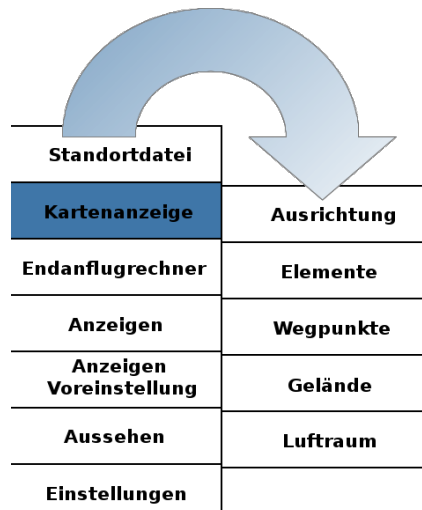 Standortdatei
Kartenanzeige
Endanflugrechner
Anzeigen
Anzeigen
Voreinstellung
Aussehen
Einstellungen
Ausrichtung
Elemente
Wegpunkte
Gelände
Luftraum